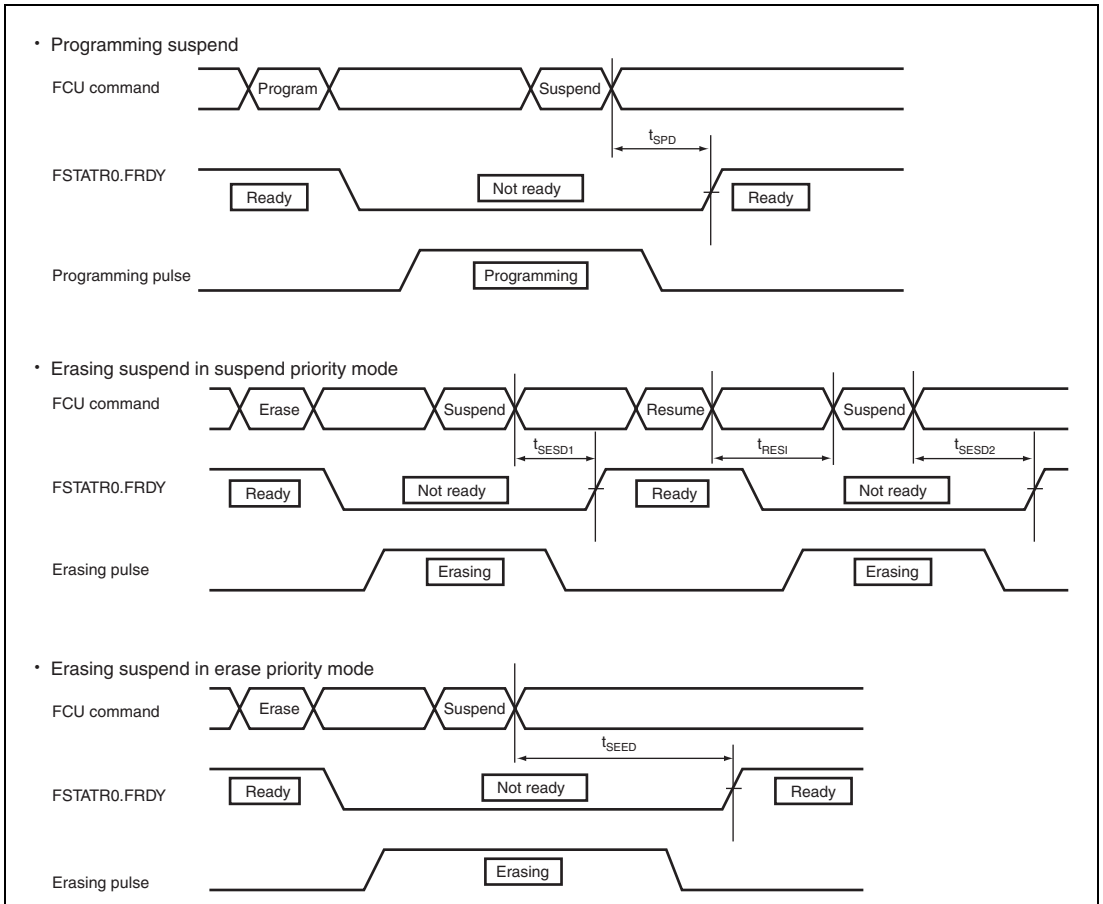 • Programming suspend
FCU command
Program
Suspend
tSPD
FSTATR0.FRDY
Ready
Not ready
Ready
Programming pulse
Programming
• Erasing suspend in suspend priority mode
FCU command
Erase
Suspend
Resume
Suspend
tSESD1
tRESI
tSESD2
FSTATR0.FRDY
Ready
Not ready
Ready
Not ready
Erasing pulse
Erasing
Erasing
• Erasing suspend in erase priority mode
FCU command
Erase
Suspend
tSEED
FSTATR0.FRDY
Ready
Not ready
Ready
Erasing pulse
Erasing